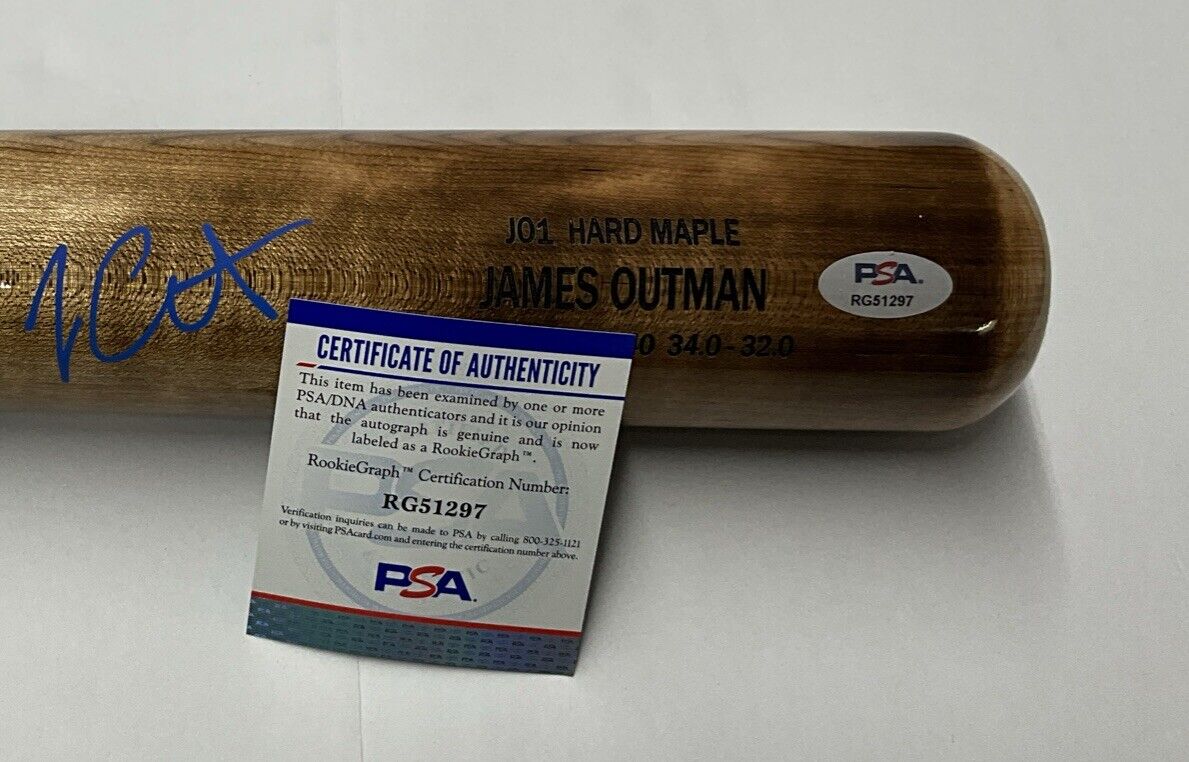 J01 HARD MAPLE
JAMES OUTMAN
34.0-32.0
PSA
RG51297
CERTIFICATE OF AUTHENTICITY
This item has been examined by one or more
PSA/DNA authenticators and it is our opinion
that the autograph is genuine and is now
labeled as a RookieGraph™.
RookieGraph™ Certification Number:
RG51297
Verification inquiries can be made to PSA by calling 800-325-1121
or by visiting PSAcard.com and entering the certification number above.
PSA